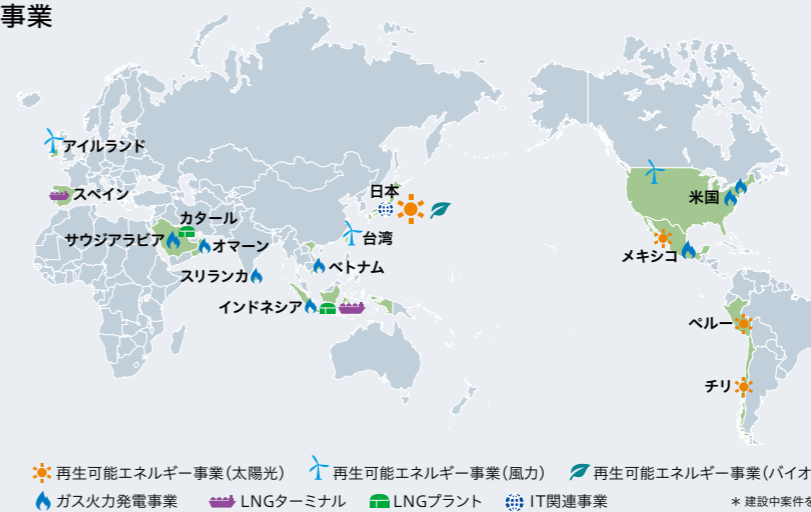 事業
アイルランド
スペイン
カタール
サウジアラビア
オマーン
スリランカ
日本
台湾
ベトナム
インドネシア
米国
メキシコ
ペルー
チリ
再生可能エネルギー事業(太陽光) 再生可能エネルギー事業(風力) 再生可能エネルギー事業(バイオ
ガス火力発電事業 LNGターミナル LNGプラント IT関連事業 *建設中案件を